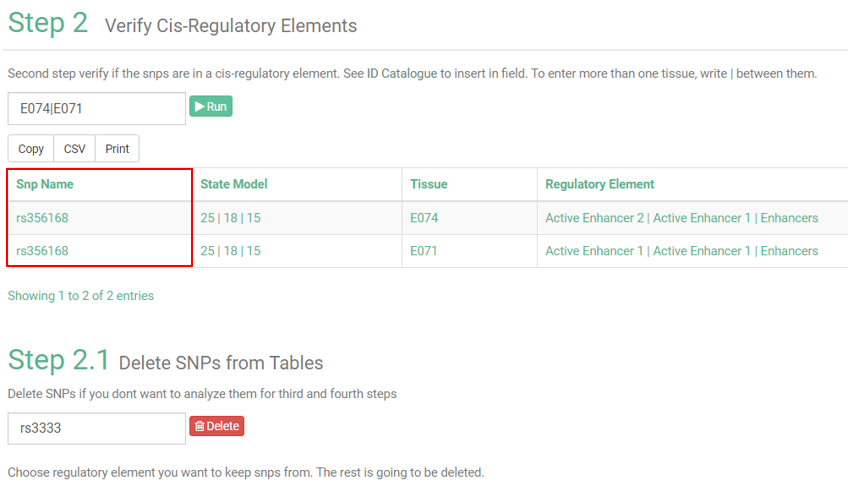 Step 2 Verify Cis-Regulatory Elements
Second step verify if the snps are in a cis-regulatory element. See ID Catalogue to insert in field. To enter more than one tissue, write | between them.
E074|E071 Run
Copy CSV Print
Snp Name State Model Tissue Regulatory Element
rs356168 25 | 18 | 15 E074 Active Enhancer 2 | Active Enhancer 1 | Enhancers
rs356168 25 | 18 | 15 E071 Active Enhancer 1 | Active Enhancer 1 | Enhancers
Showing 1 to 2 of 2 entries
Step 2.1 Delete SNPs from Tables
Delete SNPs if you dont want to analyze them for third and fourth steps
rs3333 Delete
Choose regulatory element you want to keep snps from. The rest is going to be deleted.